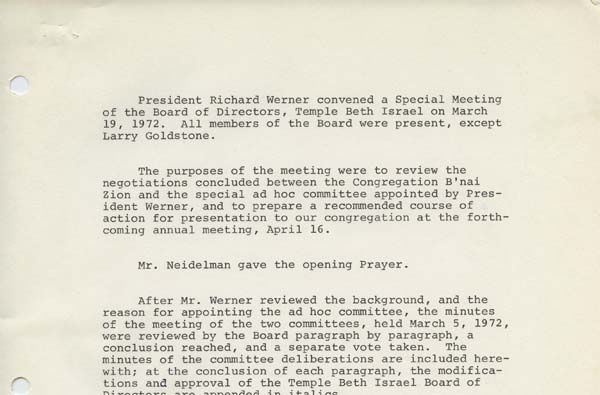 President Richard Werner convened a Special Meeting
of the Board of Directors, Temple Beth Israel on March
19, 1972. All members of the Board were present, except
Larry Goldstone.
The purposes of the meeting were to review the
negotiations concluded between the Congregation B'nai
Zion and the special ad hoc committee appointed by Pres-
ident Werner, and to prepare a recommended course of
action for presentation to our congregation at the forth-
coming annual meeting, April 16.
Mr. Neidelman gave the opening Prayer.
After Mr. Werner reviewed the background, and the
reason for appointing the ad hoc committee, the minutes
of the meeting of the two committees, held March 5, 1972,
were reviewed by the Board paragraph by paragraph, a
conclusion reached, and a separate vote taken. The
minutes of the committee deliberations are included here-
with; at the conclusion of each paragraph, the modifica-
tions and approval of the Temple Beth Israel Board of
Directors are appended in italics.